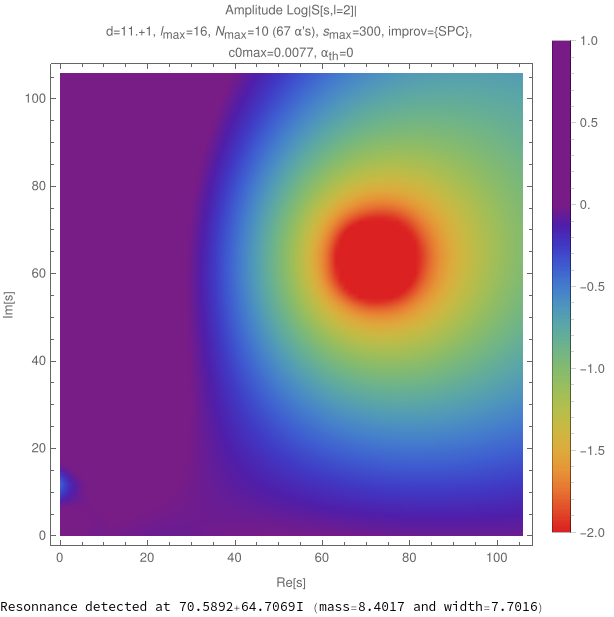 Amplitude Log|S[s,l=2]|
d=11.+1, lmax=16, Nmax=10 (67 α's), smax=300, improv={SPC},
c0max=0.0077, αth=0
100
80
60
40
20
0
Im[s]
0 20 40 60 80 100
Re[s]
1.0
0.5
0.
−0.5
−1.0
−1.5
−2.0
Resonnance detected at 70.5892+64.7069I (mass=8.4017 and width=7.7016)